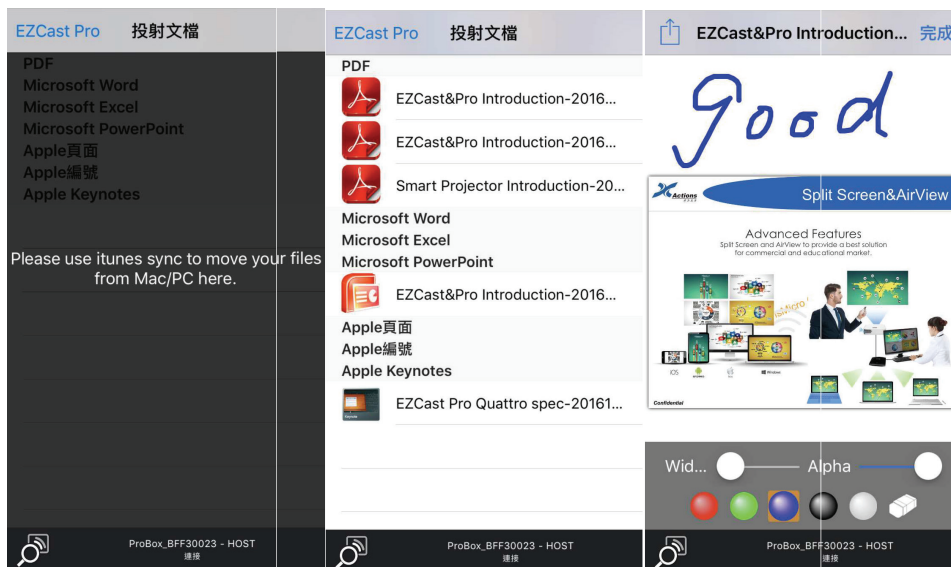 EZCast Pro 投射文檔
PDF
Microsoft Word
Microsoft Excel
Microsoft PowerPoint
Apple頁面
Apple編號
Apple Keynotes
Please use itunes sync to move your files
from Mac/PC here.
ProBox_BFF30023 - HOST
連接
EZCast Pro 投射文檔
PDF
EZCast&Pro Introduction-2016...
EZCast&Pro Introduction-2016...
Smart Projector Introduction-20...
Microsoft Word
Microsoft Excel
Microsoft PowerPoint
EZCast&Pro Introduction-2016...
Apple頁面
Apple編號
Apple Keynotes
EZCast Pro Quattro spec-20161...
ProBox_BFF30023 - HOST
連接
EZCast&Pro Introduction... 完成
good
Actions
Split Screen&AirView
Advanced Features
Split Screen and AirView to provide a best solution
for commercial and educational market.
iOS
Windows
Confidential
Wid... Alpha
ProBox_BFF30023 - HOST
連接